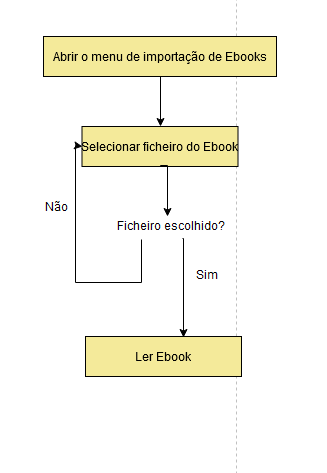 Abrir o menu de importação de Ebooks
Selecionar ficheiro do Ebook
Não
Ficheiro escolhido?
Sim
Ler Ebook